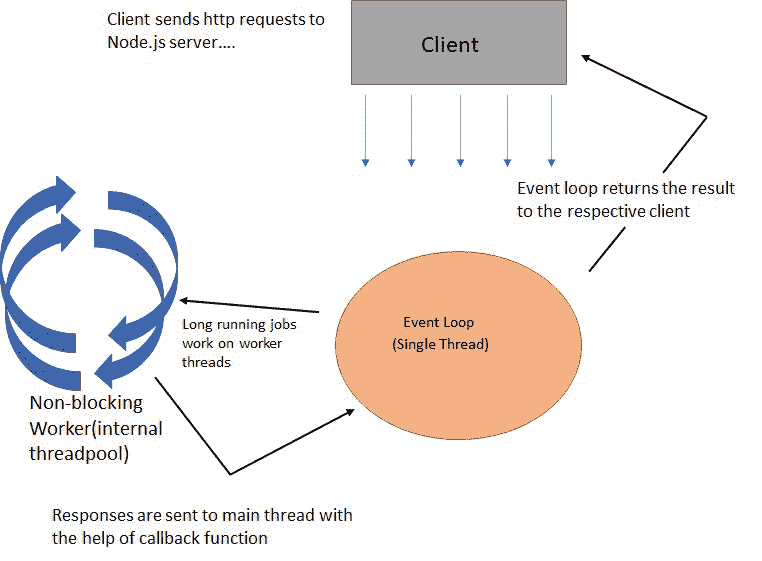 Client sends http requests to
Node.js server....
Client
Event loop returns the result
to the respective client
Event Loop
(Single Thread)
Long running jobs
work on worker
threads
Non-blocking
Worker(internal
threadpool)
Responses are sent to main thread with
the help of callback function